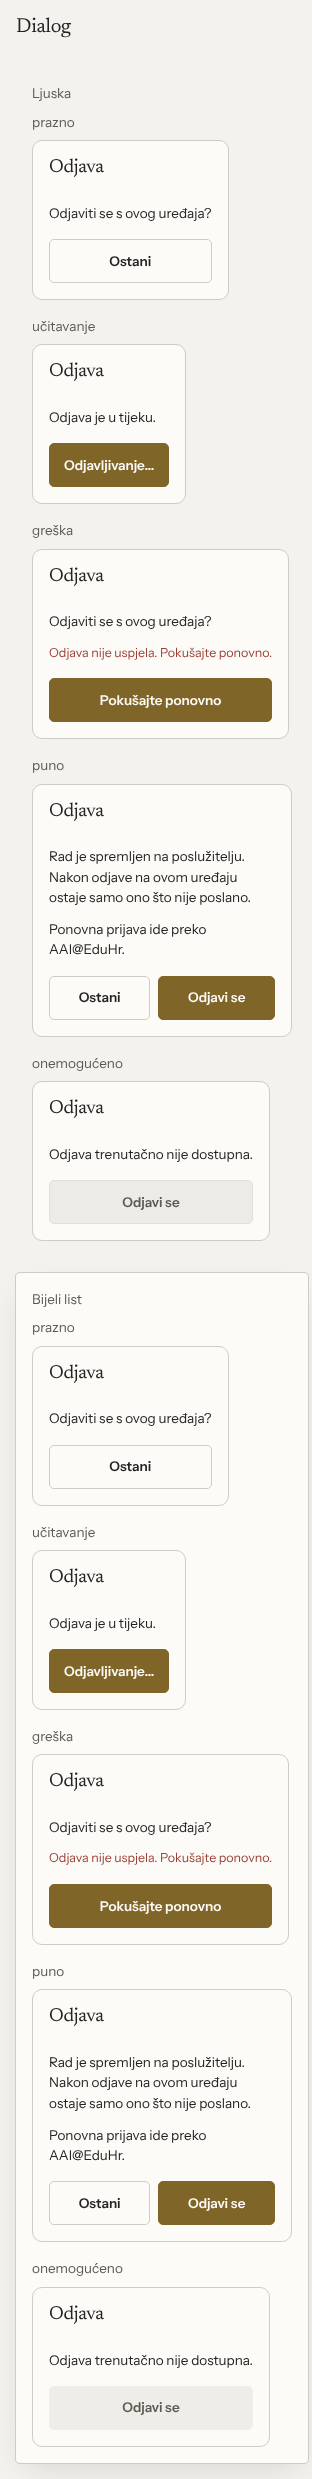 Dialog
Ljuska
prazno
Odjava
Odjaviti se s ovog uređaja?
Ostani
učitavanje
Odjava
Odjava je u tijeku.
Odjavljivanje…
greška
Odjava
Odjaviti se s ovog uređaja?
Odjava nije uspjela. Pokušajte ponovno.
Pokušajte ponovno
puno
Odjava
Rad je spremljen na poslužitelju.
Nakon odjave na ovom uređaju
ostaje samo ono što nije poslano.
Ponovna prijava ide preko
AAI@EduHr.
Ostani
Odjavi se
onemogućeno
Odjava
Odjava trenutačno nije dostupna.
Odjavi se
Bijeli list
prazno
Odjava
Odjaviti se s ovog uređaja?
Ostani
učitavanje
Odjava
Odjava je u tijeku.
Odjavljivanje…
greška
Odjava
Odjaviti se s ovog uređaja?
Odjava nije uspjela. Pokušajte ponovno.
Pokušajte ponovno
puno
Odjava
Rad je spremljen na poslužitelju.
Nakon odjave na ovom uređaju
ostaje samo ono što nije poslano.
Ponovna prijava ide preko
AAI@EduHr.
Ostani
Odjavi se
onemogućeno
Odjava
Odjava trenutačno nije dostupna.
Odjavi se